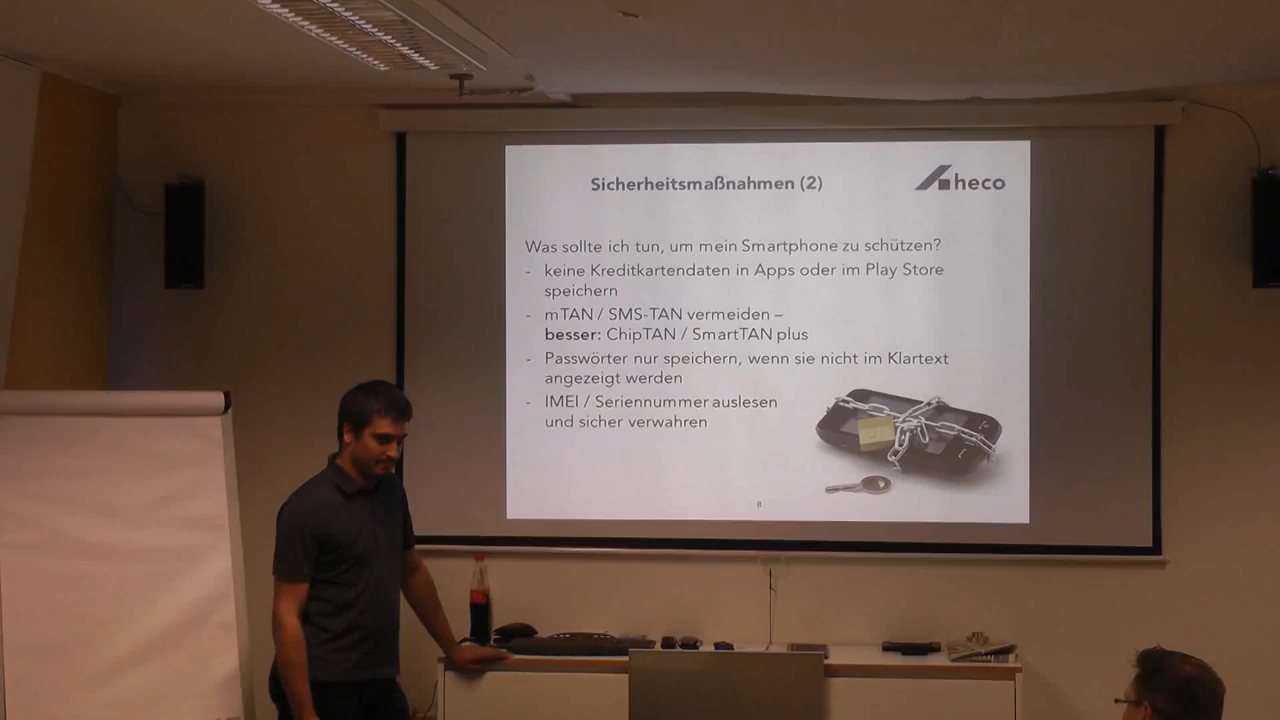 Sicherheitsmaßnahmen (2)
heco
Was sollte ich tun, um mein Smartphone zu schützen?
- keine Kreditkartendaten in Apps oder im Play Store
speichern
- mTAN / SMS-TAN vermeiden –
besser: ChipTAN / SmartTAN plus
- Passwörter nur speichern, wenn sie nicht im Klartext
angezeigt werden
- IMEI / Seriennummer auslesen
und sicher verwahren
8